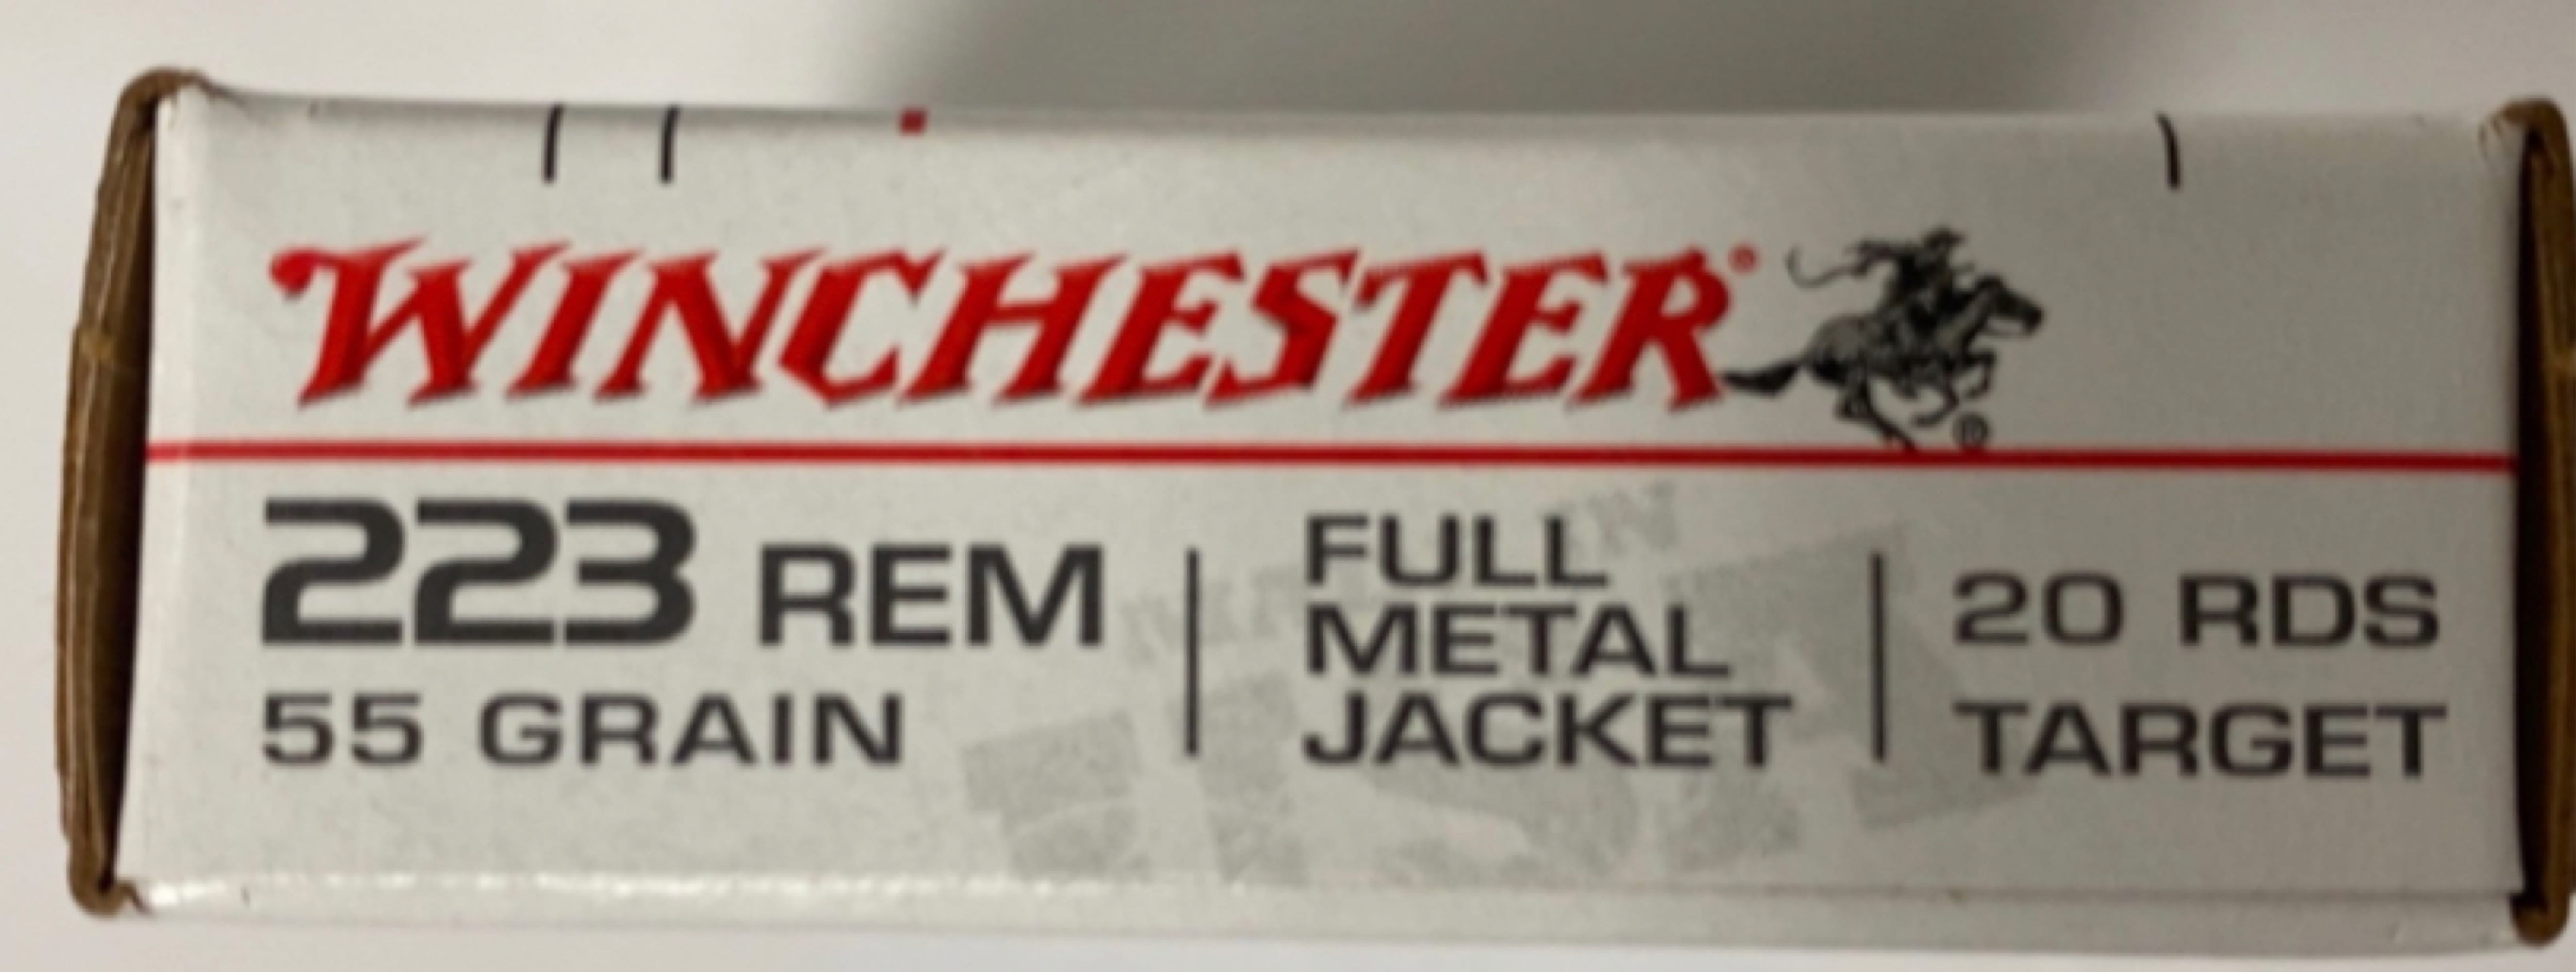 WINCHESTER®
®
223 REM
55 GRAIN
FULL
METAL
JACKET
20 RDS
TARGET